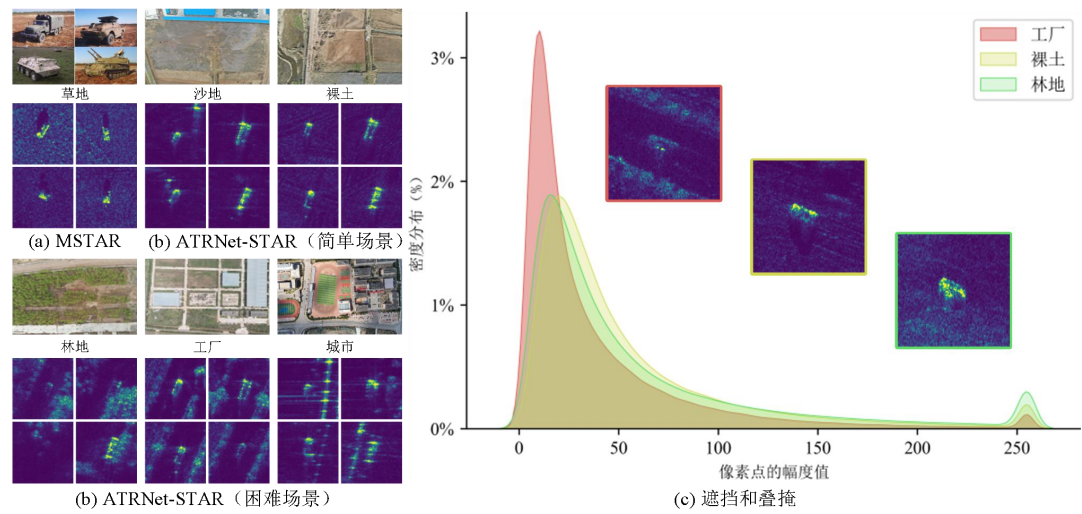 草地
沙地
裸土
(a) MSTAR
(b) ATRNet-STAR（简单场景）
林地
工厂
城市
(b) ATRNet-STAR（困难场景）
密度分布（%）
3%
2%
1%
0%
0
50
100
150
200
250
像素点的幅度值
工厂
裸土
林地
(c) 遮挡和叠掩